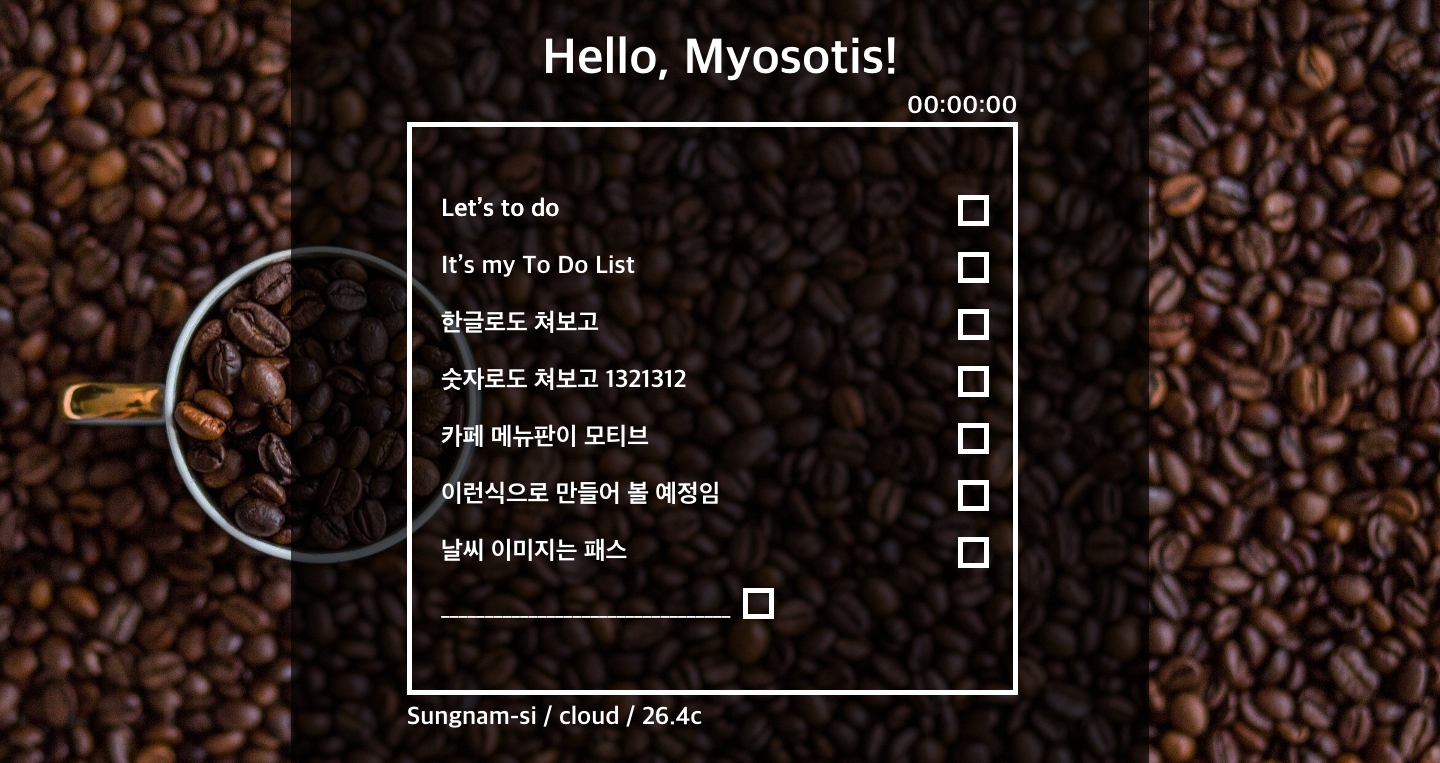 Hello, Myosotis!
00:00:00
Let’s to do
It’s my To Do List
한글로도 쳐보고
숫자로도 쳐보고 1321312
카페 메뉴판이 모티브
이런식으로 만들어 볼 예정임
날씨 이미지는 패스
Sungnam-si / cloud / 26.4c